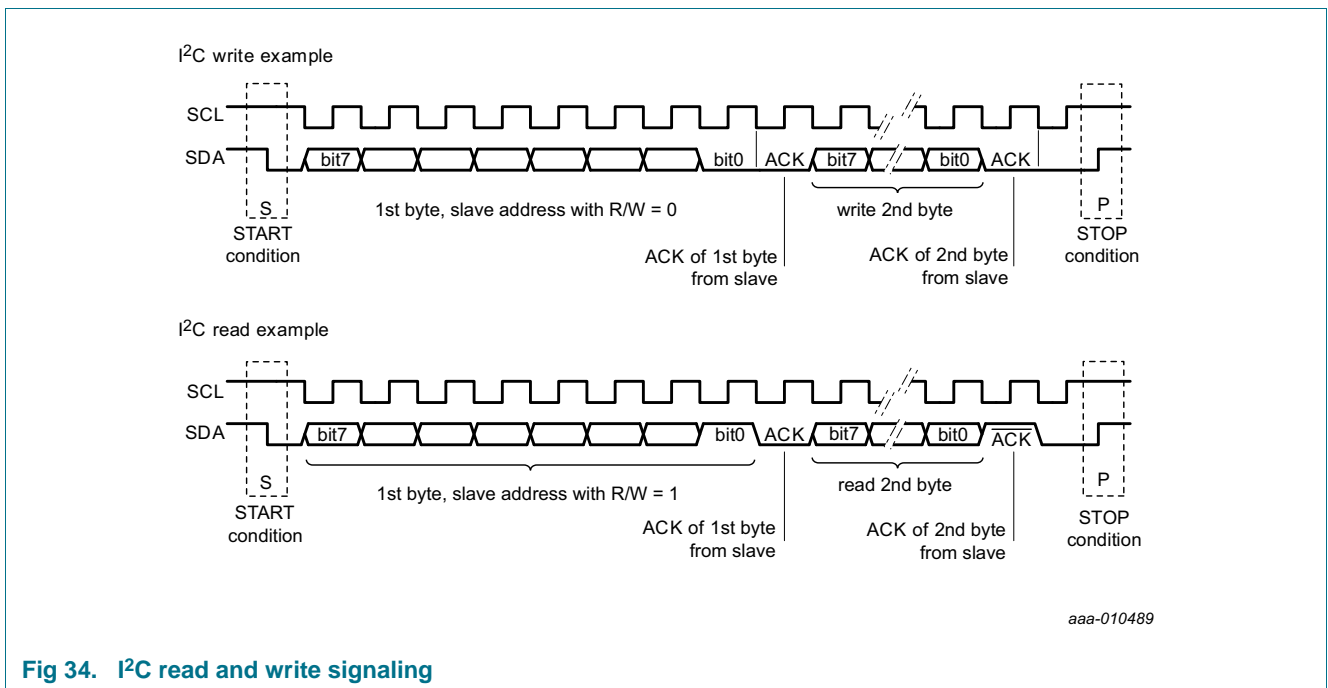 I2C write example
SCL
SDA bit7 bit0 ACK bit7 bit0 ACK
S 1st byte, slave address with R/W = 0 write 2nd byte P
START condition
ACK of 1st byte from slave
ACK of 2nd byte from slave
STOP condition
I2C read example
SCL
SDA bit7 bit0 ACK bit7 bit0 ACK
S 1st byte, slave address with R/W = 1 read 2nd byte P
START condition
ACK of 1st byte from slave
ACK of 2nd byte from slave
STOP condition
aaa-010489
Fig 34. I2C read and write signaling